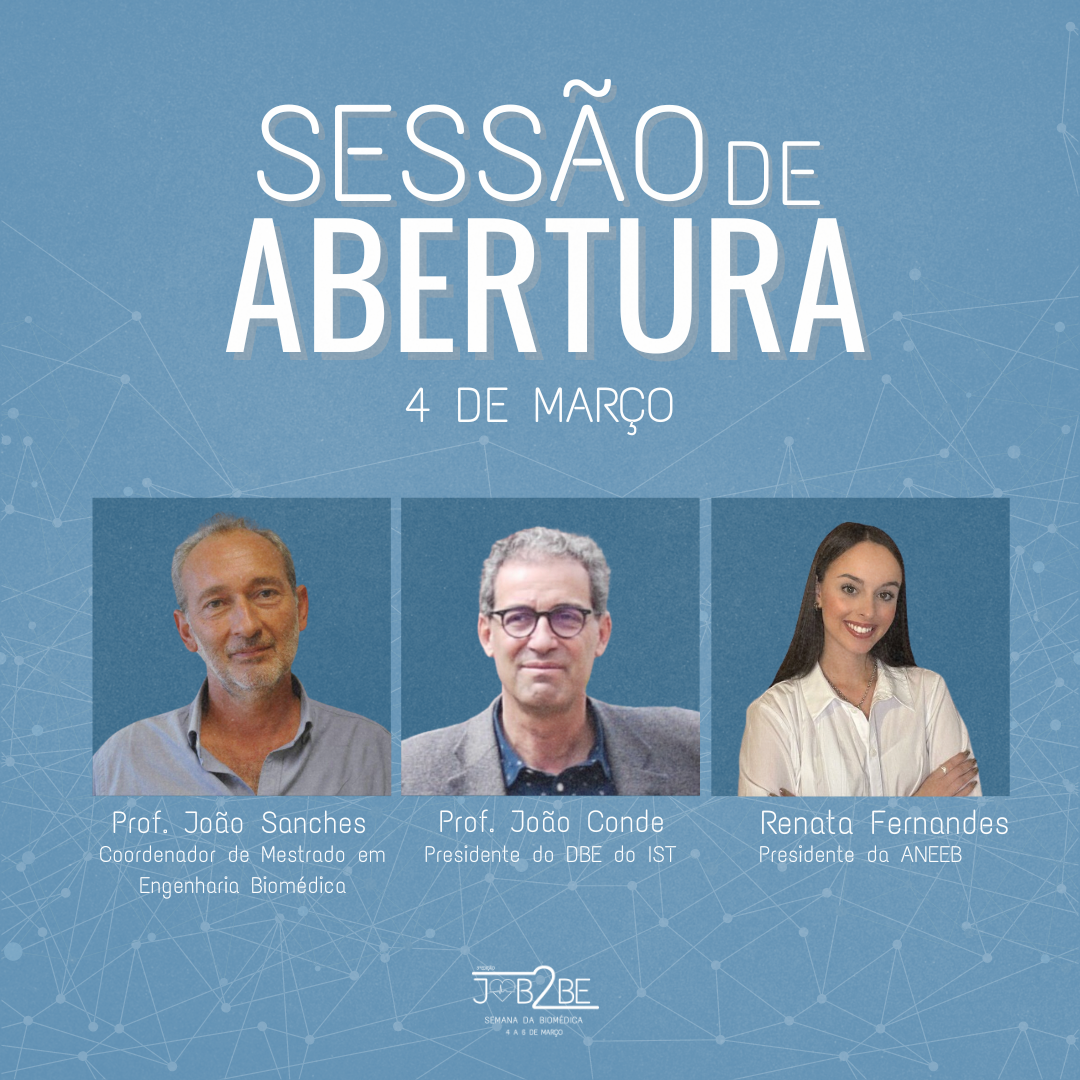 SESSÃO DE
ABERTURA
4 DE MARÇO
Prof. João Sanches
Coordenador de Mestrado em
Engenharia Biomédica
Prof. João Conde
Presidente do DBE do IST
Renata Fernandes
Presidente da ANEEB
JOB2BE
SEMANA DA BIOMÉDICA
4 A 6 DE MARÇO